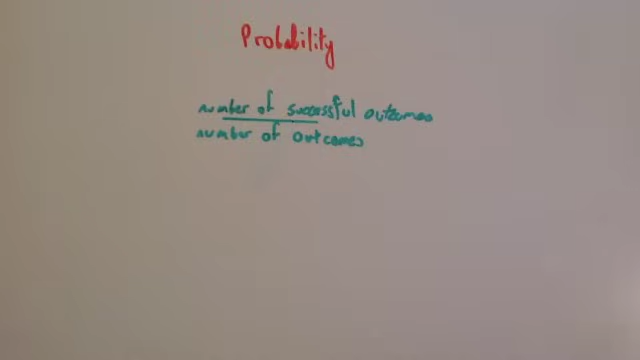 Probability
number of successful outcomes
number of outcomes